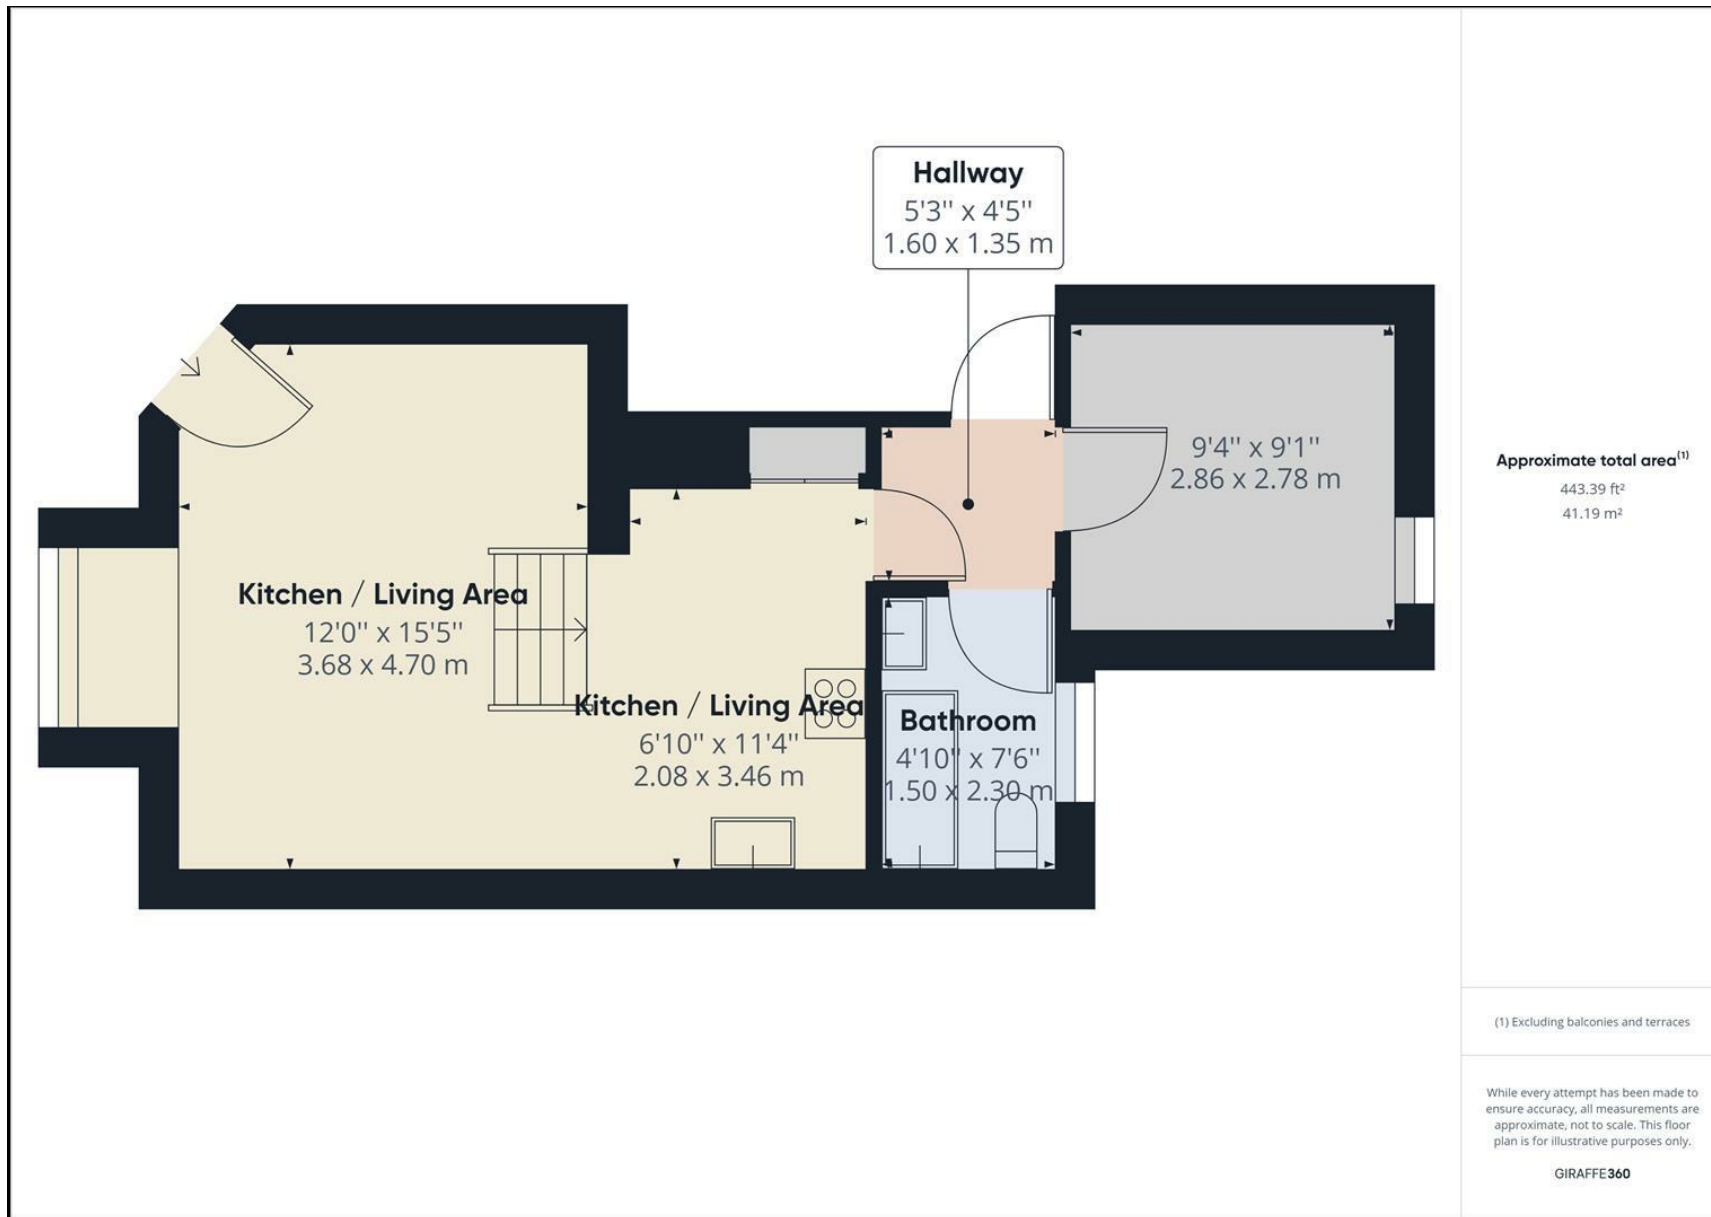 Hallway
5'3" x 4'5"
1.60 x 1.35 m
9'4" x 9'1"
2.86 x 2.78 m
Kitchen / Living Area
12'0" x 15'5"
3.68 x 4.70 m
Kitchen / Living Area
6'10" x 11'4"
2.08 x 3.46 m
Bathroom
4'10" x 7'6"
1.50 x 2.30 m
Approximate total area(1)
443.39 ft²
41.19 m²
(1) Excluding balconies and terraces
While every attempt has been made to
ensure accuracy, all measurements are
approximate, not to scale. This floor
plan is for illustrative purposes only.
GIRAFFE360